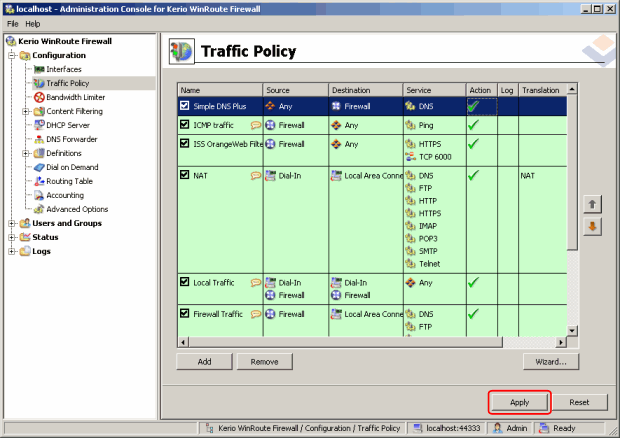 localhost - Administration Console for Kerio WinRoute Firewall
File Help
Kerio WinRoute Firewall
Configuration
Interfaces
Traffic Policy
Bandwidth Limiter
Content Filtering
DHCP Server
DNS Forwarder
Definitions
Dial on Demand
Routing Table
Accounting
Advanced Options
Users and Groups
Status
Logs
Traffic Policy
Name Source Destination Service Action Log Translation
Simple DNS Plus Any Firewall DNS
ICMP traffic Firewall Any Ping
ISS OrangeWeb Filte Firewall Any HTTPS
TCP 6000
NAT Dial-In Local Area Conne DNS NAT
FTP
HTTP
HTTPS
IMAP
POP3
SMTP
Telnet
Local Traffic Dial-In Dial-In Any
Firewall Firewall
Firewall Traffic Firewall Local Area Conne DNS
FTP
Add Remove Wizard...
Apply Reset
Kerio WinRoute Firewall / Configuration / Traffic Policy localhost:44333 Admin Ready